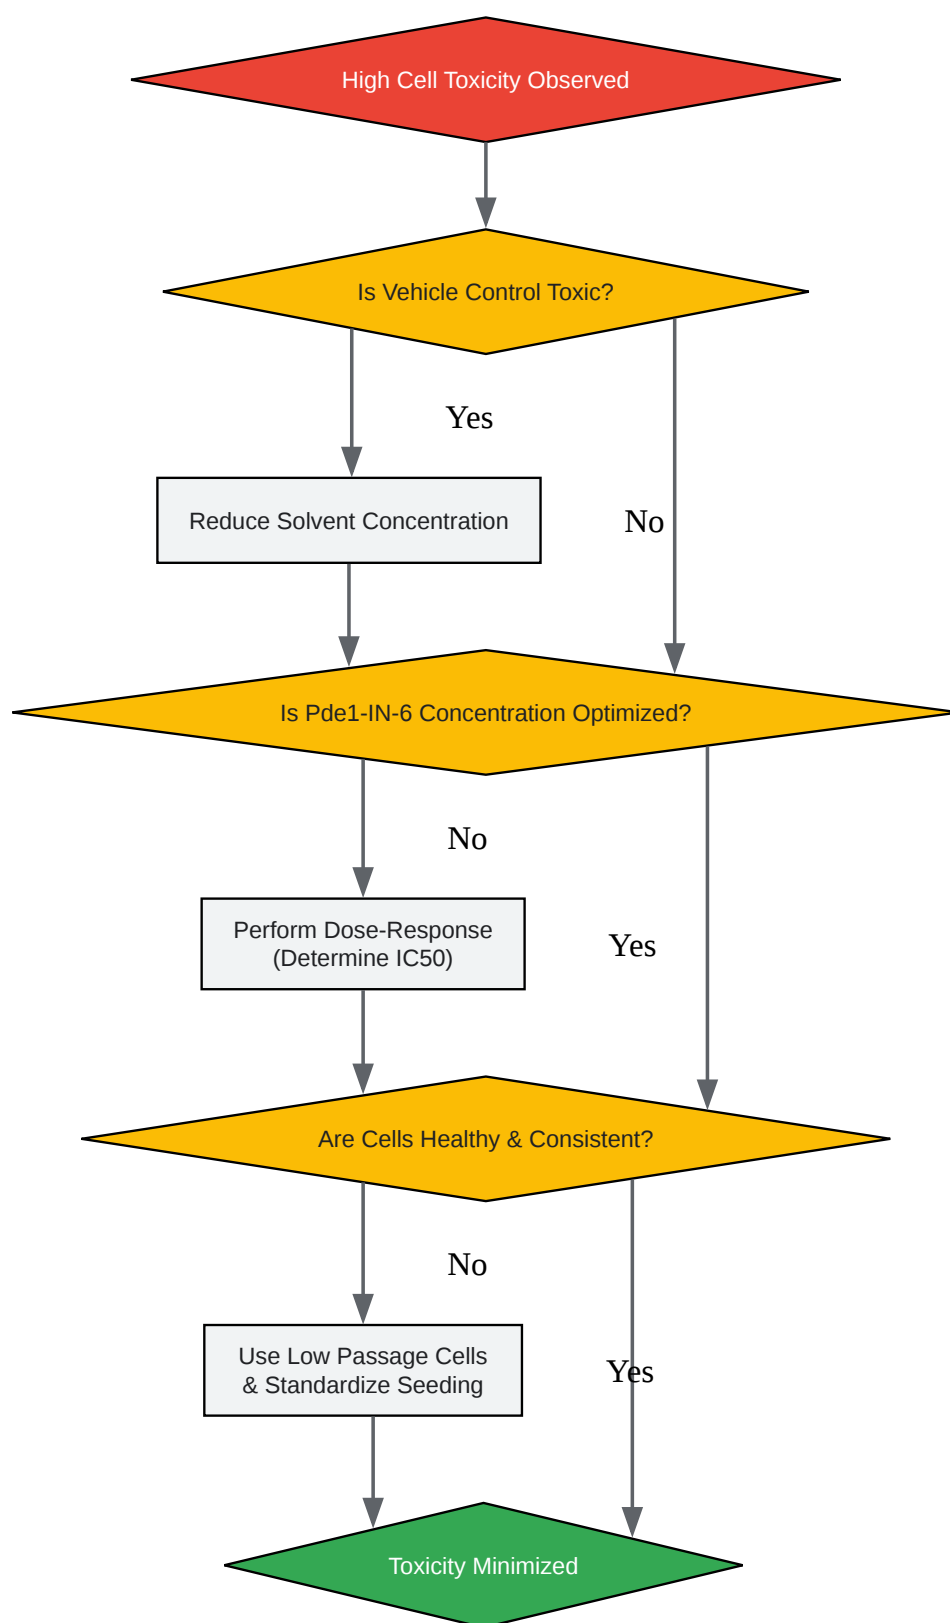 High Cell Toxicity Observed
Is Vehicle Control Toxic?
Yes
Reduce Solvent Concentration
No
Is Pde1-IN-6 Concentration Optimized?
No
Perform Dose-Response
(Determine IC50)
Yes
Are Cells Healthy & Consistent?
No
Use Low Passage Cells
& Standardize Seeding
Yes
Toxicity Minimized